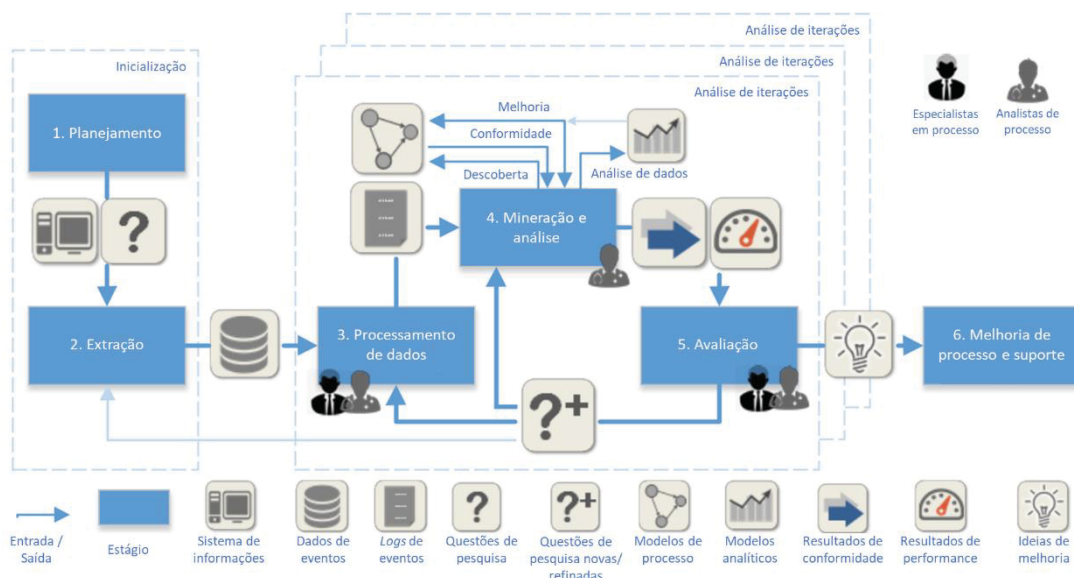 Análise de iterações
Análise de iterações
Análise de iterações
Inicialização
Especialistas
em processo
Analistas de
processo
1. Planejamento
Melhoria
Conformidade
Descoberta
Análise de dados
4. Mineração e
análise
2. Extração
3. Processamento
de dados
5. Avaliação
6. Melhoria de
processo e suporte
Entrada /
Saída
Estágio
Sistema de
informações
Dados de
eventos
Logs de
eventos
Questões de
pesquisa
Questões de
pesquisa novas/
refinadas
Modelos de
processo
Modelos
analíticos
Resultados de
conformidade
Resultados de
performance
Ideias de
melhoria